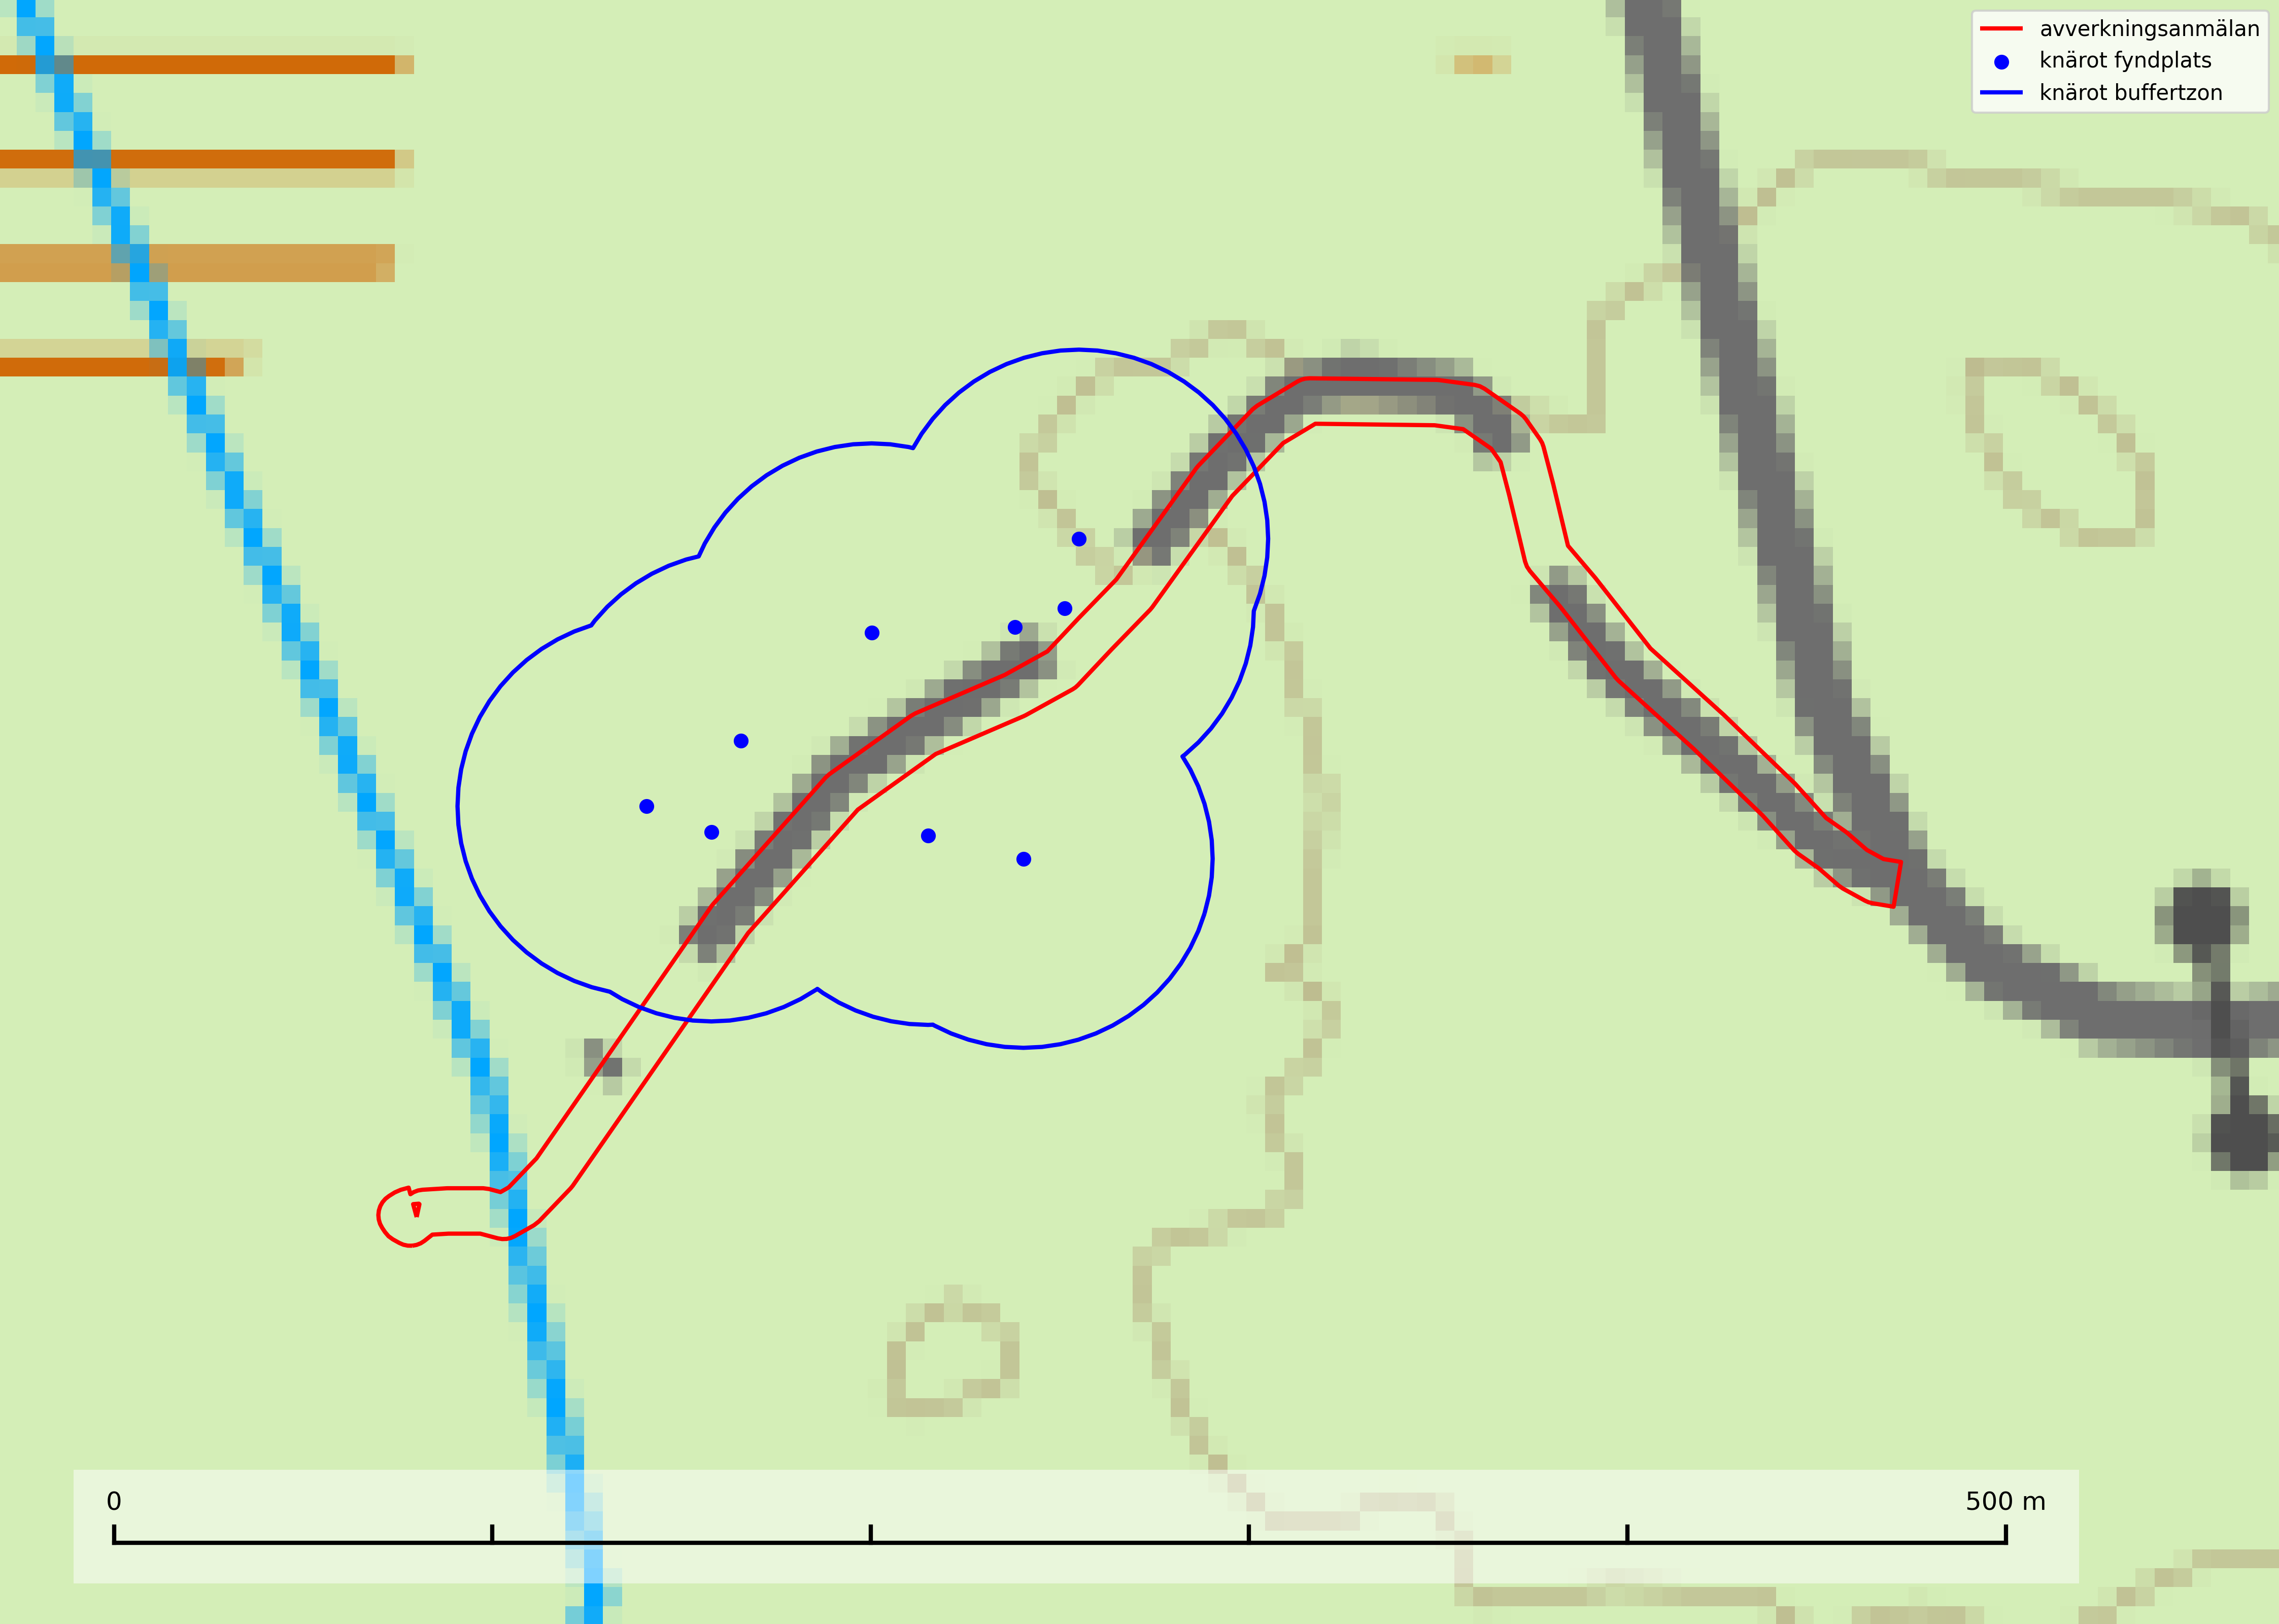 avverkningsanmälan
knärot fyndplats
knärot buffertzon
0 500 m